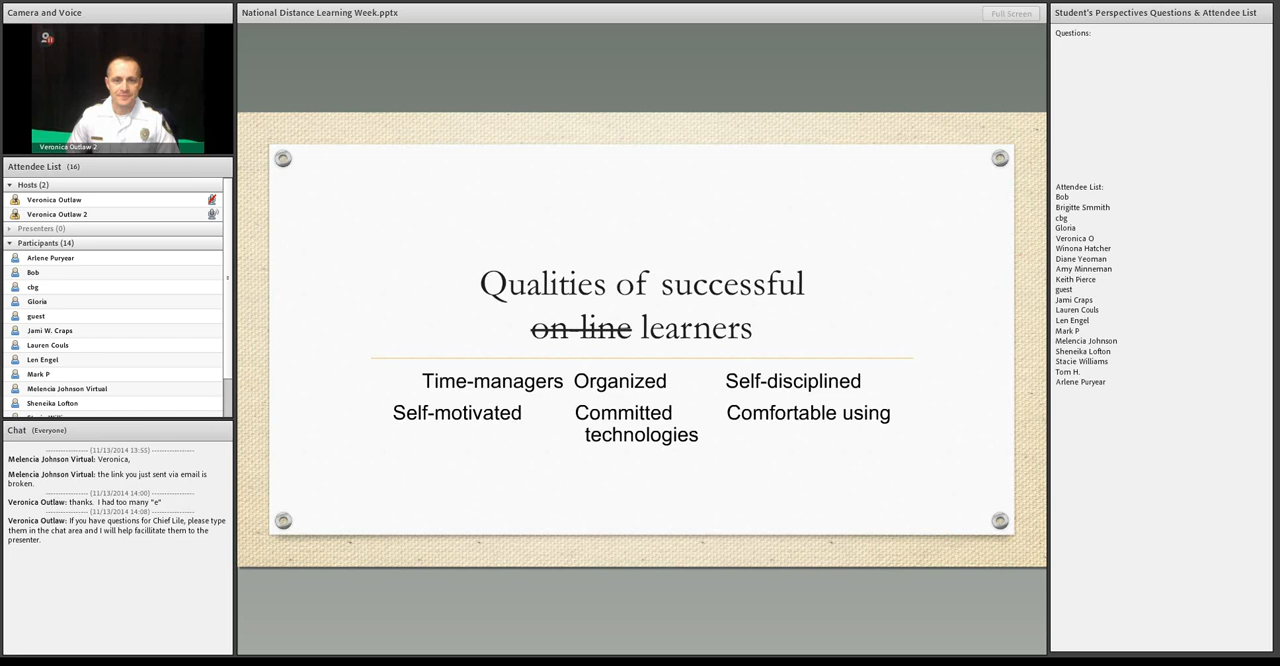 Camera and Voice
Veronica Outlaw 2
Attendee List (16)
Hosts (2)
Veronica Outlaw
Veronica Outlaw 2
Presenters (0)
Participants (14)
Arlene Puryear
Bob
cbg
Gloria
guest
Jami W. Craps
Lauren Couls
Len Engel
Mark P
Melencia Johnson Virtual
Sheneika Lofton
Chat (Everyone)
----------------- (11/13/2014 13:55) -----------------
Melencia Johnson Virtual: Veronica,
Melencia Johnson Virtual: the link you just sent via email is
broken.
----------------- (11/13/2014 14:00) -----------------
Veronica Outlaw: thanks. I had too many "e"
----------------- (11/13/2014 14:08) -----------------
Veronica Outlaw: If you have questions for Chief Lile, please type
them in the chat area and I will help facillitate them to the
presenter.
National Distance Learning Week.pptx
Full Screen
Qualities of successful
on-line learners
Time-managers Organized Self-disciplined
Self-motivated Committed Comfortable using
technologies
Student's Perspectives Questions & Attendee List
Questions:
Attendee List:
Bob
Brigitte Smmith
cbg
Gloria
Veronica O
Winona Hatcher
Diane Yeoman
Amy Minneman
Keith Pierce
guest
Jami Craps
Lauren Couls
Len Engel
Mark P
Melencia Johnson
Sheneika Lofton
Stacie Williams
Tom H.
Arlene Puryear